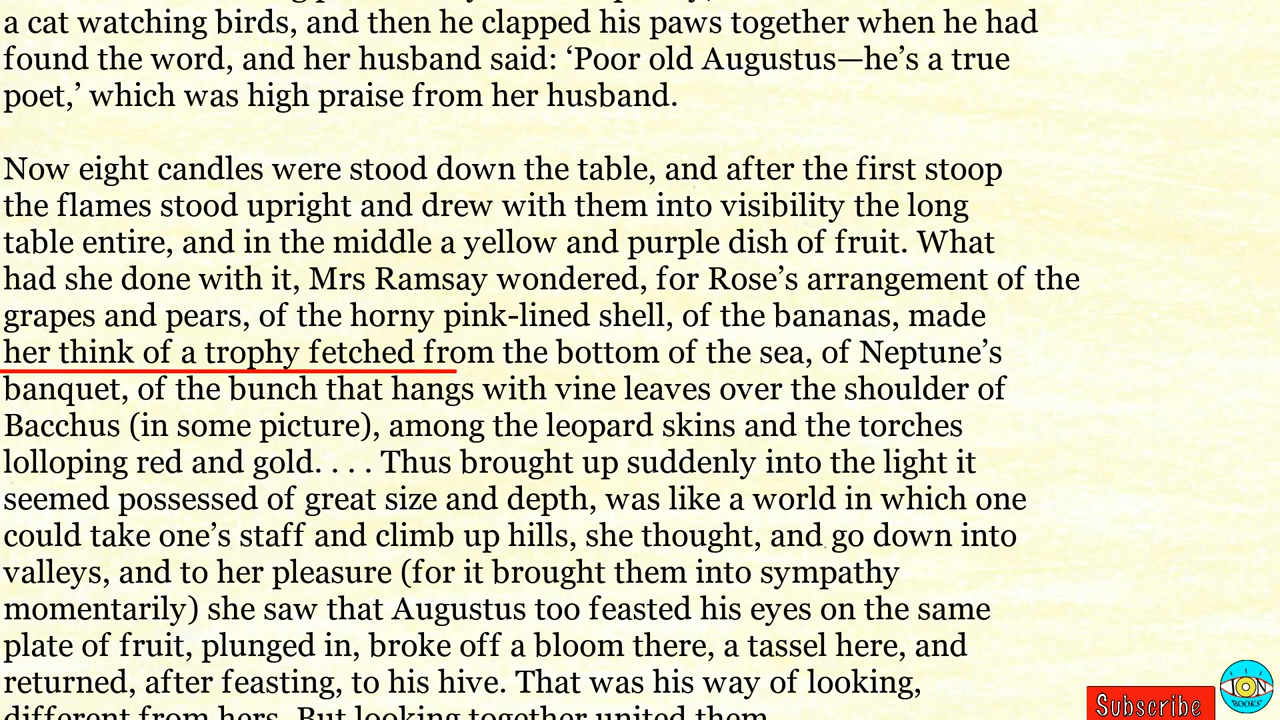 a cat watching birds, and then he clapped his paws together when he had
found the word, and her husband said: ‘Poor old Augustus—he’s a true
poet,’ which was high praise from her husband.
Now eight candles were stood down the table, and after the first stoop
the flames stood upright and drew with them into visibility the long
table entire, and in the middle a yellow and purple dish of fruit. What
had she done with it, Mrs Ramsay wondered, for Rose’s arrangement of the
grapes and pears, of the horny pink-lined shell, of the bananas, made
her think of a trophy fetched from the bottom of the sea, of Neptune’s
banquet, of the bunch that hangs with vine leaves over the shoulder of
Bacchus (in some picture), among the leopard skins and the torches
lolloping red and gold. . . . Thus brought up suddenly into the light it
seemed possessed of great size and depth, was like a world in which one
could take one’s staff and climb up hills, she thought, and go down into
valleys, and to her pleasure (for it brought them into sympathy
momentarily) she saw that Augustus too feasted his eyes on the same
plate of fruit, plunged in, broke off a bloom there, a tassel here, and
returned, after feasting, to his hive. That was his way of looking,
different from hers. But looking together united them.
Subscribe
ION
BOOKS